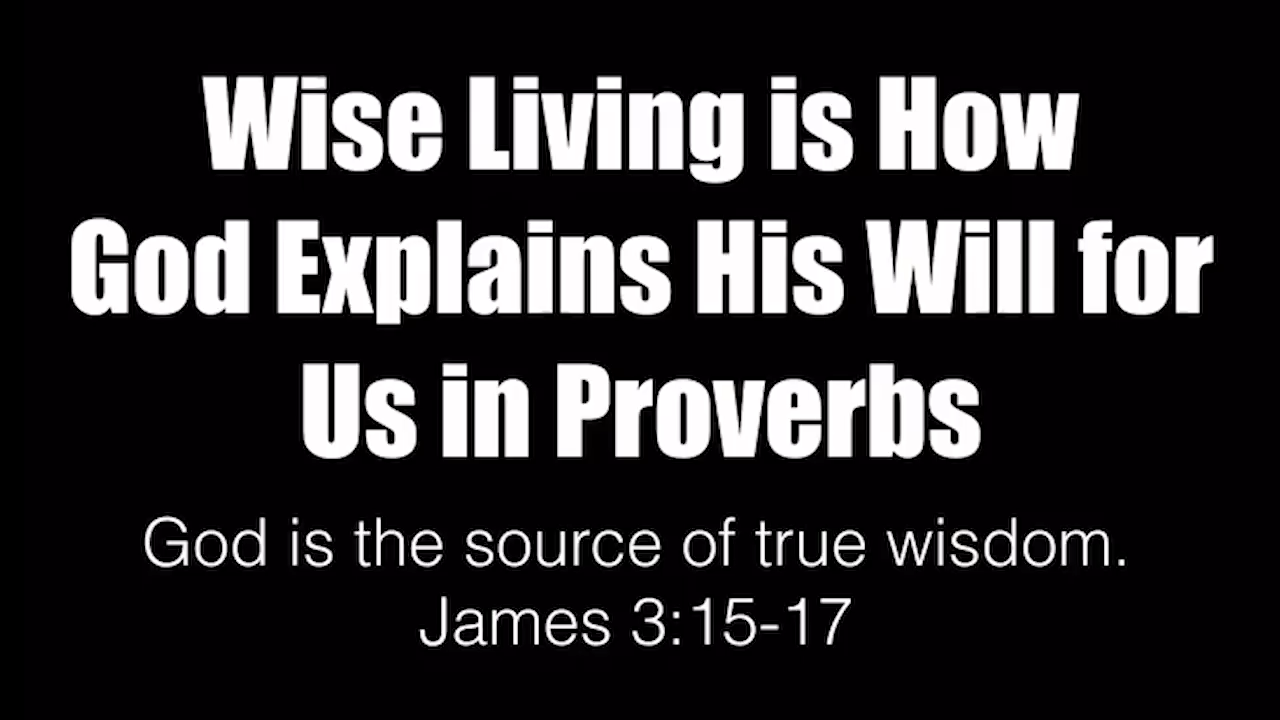 Wise Living is How
God Explains His Will for
Us in Proverbs
God is the source of true wisdom.
James 3:15-17